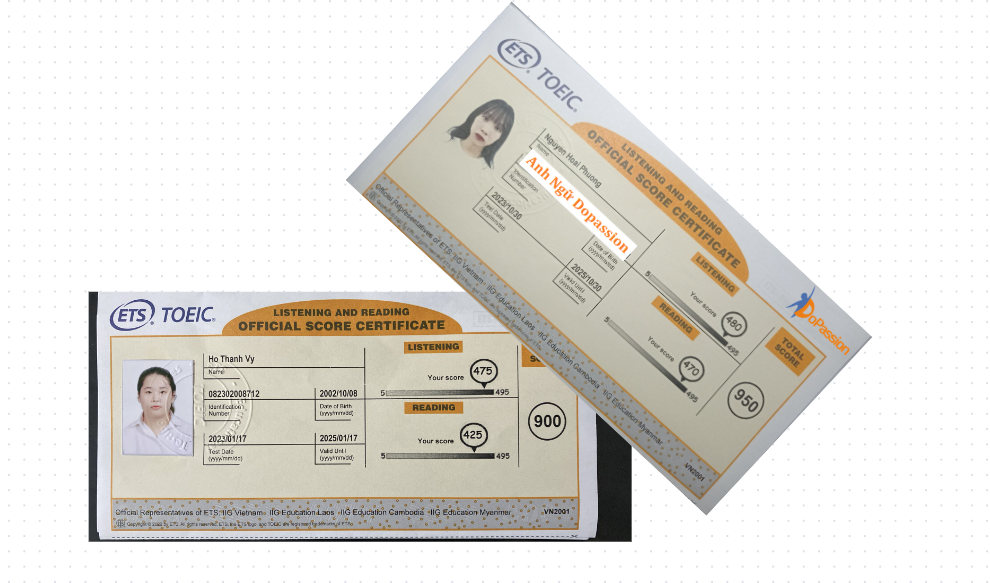 ETS. TOEIC.
LISTENING AND READING
OFFICIAL SCORE CERTIFICATE
Nguyen Hoai Phuong
Name
Anh Ngữ Dopassion
Identification
Number
2023/10/30
Test Date
(yyyy/mm/dd)
Date of Birth
(yyyy/mm/dd)
2025/10/30
Valid Until
(yyyy/mm/dd)
LISTENING
Your score
480
5
495
READING
Your score
470
5
495
TOTAL
SCORE
950
DoPassion
Official Representatives of ETS: IIG Vietnam - IIG Education Laos - IIG Education Cambodia - IIG Education Myanmar
VN2001
ETS. TOEIC.
LISTENING AND READING
OFFICIAL SCORE CERTIFICATE
Ho Thanh Vy
Name
082302008712
Identification
Number
2002/10/08
Date of Birth
(yyyy/mm/dd)
2023/01/17
Test Date
(yyyy/mm/dd)
2025/01/17
Valid Until
(yyyy/mm/dd)
LISTENING
Your score
475
5
495
READING
Your score
425
5
495
900
Official Representatives of ETS: IIG Vietnam - IIG Education Laos - IIG Education Cambodia - IIG Education Myanmar
VN2001